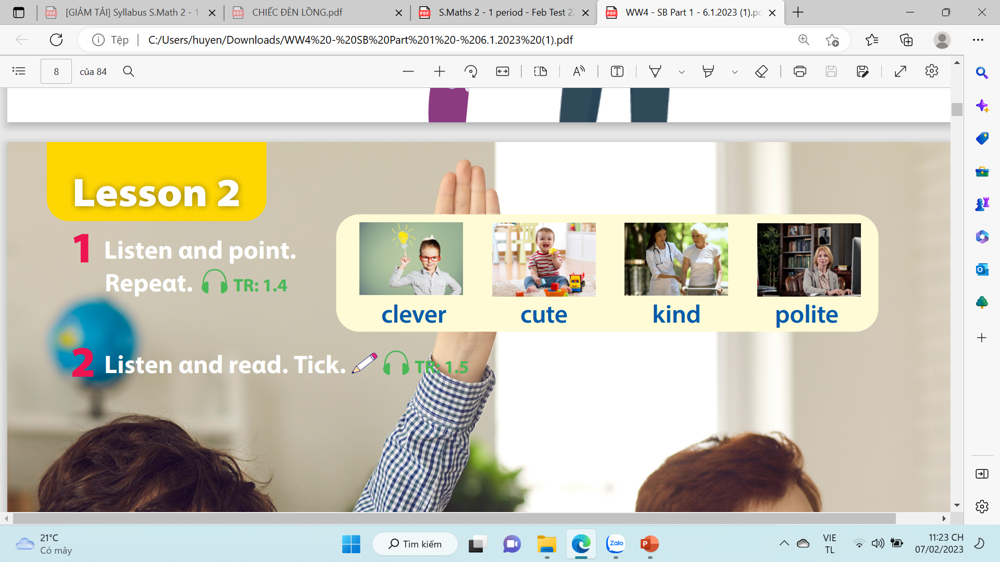 [GIẢM TẢI] Syllabus S.Math 2 - 1
CHIẾC ĐÈN LỒNG.pdf
S.Maths 2 - 1 period - Feb Test 22
WW4 - SB Part 1 - 6.1.2023 (1).pd
Tệp
C:/Users/huyen/Downloads/WW4%20-%20SB%20Part%201%20-%206.1.2023%20(1).pdf
8 của 84
Lesson 2
1 Listen and point.
Repeat. TR: 1.4
clever cute kind polite
2 Listen and read. Tick. TR: 1.5
21°C
Có mây
Tìm kiếm
Zalo
VIE
TL
11:23 CH
07/02/2023